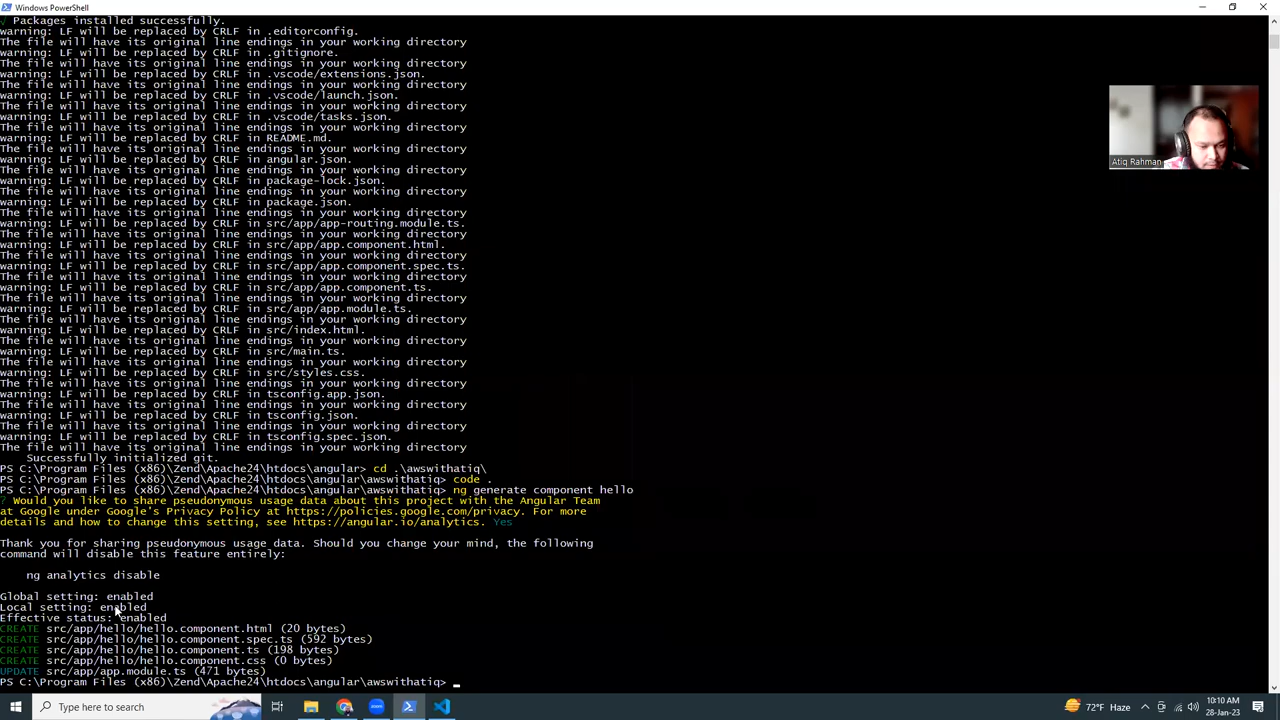 Windows PowerShell
√ Packages installed successfully.
warning: LF will be replaced by CRLF in .editorconfig.
The file will have its original line endings in your working directory
warning: LF will be replaced by CRLF in .gitignore.
The file will have its original line endings in your working directory
warning: LF will be replaced by CRLF in .vscode/extensions.json.
The file will have its original line endings in your working directory
warning: LF will be replaced by CRLF in .vscode/launch.json.
The file will have its original line endings in your working directory
warning: LF will be replaced by CRLF in .vscode/tasks.json.
The file will have its original line endings in your working directory
warning: LF will be replaced by CRLF in README.md.
The file will have its original line endings in your working directory
warning: LF will be replaced by CRLF in angular.json.
The file will have its original line endings in your working directory
warning: LF will be replaced by CRLF in package-lock.json.
The file will have its original line endings in your working directory
warning: LF will be replaced by CRLF in package.json.
The file will have its original line endings in your working directory
warning: LF will be replaced by CRLF in src/app/app-routing.module.ts.
The file will have its original line endings in your working directory
warning: LF will be replaced by CRLF in src/app/app.component.html.
The file will have its original line endings in your working directory
warning: LF will be replaced by CRLF in src/app/app.component.spec.ts.
The file will have its original line endings in your working directory
warning: LF will be replaced by CRLF in src/app/app.component.ts.
The file will have its original line endings in your working directory
warning: LF will be replaced by CRLF in src/app/app.module.ts.
The file will have its original line endings in your working directory
warning: LF will be replaced by CRLF in src/index.html.
The file will have its original line endings in your working directory
warning: LF will be replaced by CRLF in src/main.ts.
The file will have its original line endings in your working directory
warning: LF will be replaced by CRLF in src/styles.css.
The file will have its original line endings in your working directory
warning: LF will be replaced by CRLF in tsconfig.app.json.
The file will have its original line endings in your working directory
warning: LF will be replaced by CRLF in tsconfig.json.
The file will have its original line endings in your working directory
warning: LF will be replaced by CRLF in tsconfig.spec.json.
The file will have its original line endings in your working directory
Successfully initialized git.
PS C:\Program Files (x86)\Zend\Apache24\htdocs\angular> cd .\awswithatiq\
PS C:\Program Files (x86)\Zend\Apache24\htdocs\angular\awswithatiq> code .
PS C:\Program Files (x86)\Zend\Apache24\htdocs\angular\awswithatiq> ng generate component hello
? Would you like to share pseudonymous usage data about this project with the Angular Team
at Google under Google's Privacy Policy at https://policies.google.com/privacy. For more
details and how to change this setting, see https://angular.io/analytics. Yes
Thank you for sharing pseudonymous usage data. Should you change your mind, the following
command will disable this feature entirely:
ng analytics disable
Global setting: enabled
Local setting: enabled
Effective status: enabled
CREATE src/app/hello/hello.component.html (20 bytes)
CREATE src/app/hello/hello.component.spec.ts (592 bytes)
CREATE src/app/hello/hello.component.ts (198 bytes)
CREATE src/app/hello/hello.component.css (0 bytes)
UPDATE src/app/app.module.ts (471 bytes)
PS C:\Program Files (x86)\Zend\Apache24\htdocs\angular\awswithatiq>
Atiq Rahman
Type here to search
zoom
72°F Haze
10:10 AM
28-Jan-23